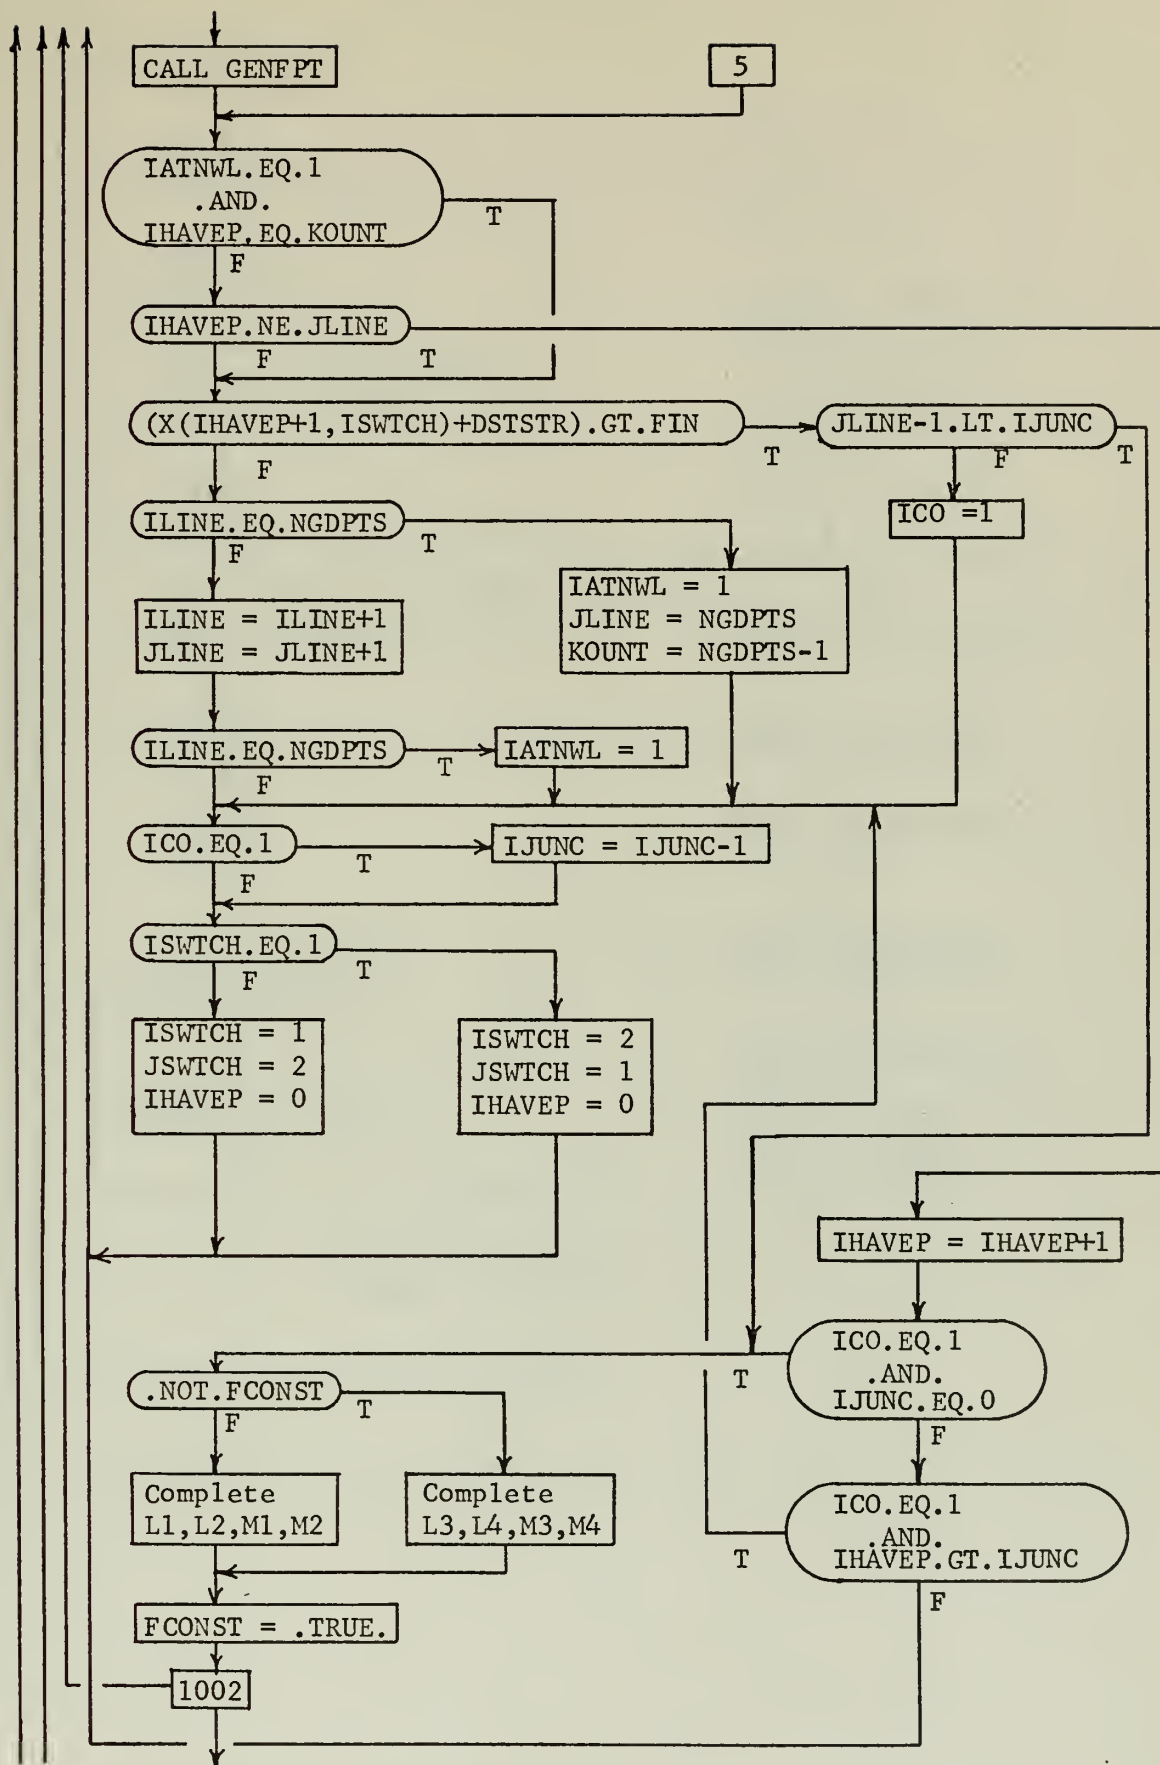 CALL GENFPT
5
IATNWL.EQ.1
.AND.
IHAVEP.EQ.KOUNT
T
F
IHAVEP.NE.JLINE
F
T
(X(IHAVEP+1,ISWTCH)+DSTSTR).GT.FIN
T
F
JLINE-1.LT.IJUNC
F
T
ICO =1
ILINE.EQ.NGDPTS
T
F
IATNWL = 1
JLINE = NGDPTS
KOUNT = NGDPTS-1
ILINE = ILINE+1
JLINE = JLINE+1
ILINE.EQ.NGDPTS
T
F
IATNWL = 1
ICO.EQ.1
T
F
IJUNC = IJUNC-1
ISWTCH.EQ.1
T
F
ISWTCH = 1
JSWTCH = 2
IHAVEP = 0
ISWTCH = 2
JSWTCH = 1
IHAVEP = 0
IHAVEP = IHAVEP+1
ICO.EQ.1
.AND.
IJUNC.EQ.0
T
F
.NOT.FCONST
T
F
Complete
L1,L2,M1,M2
Complete
L3,L4,M3,M4
ICO.EQ.1
.AND.
IHAVEP.GT.IJUNC
T
F
FCONST = .TRUE.
1002